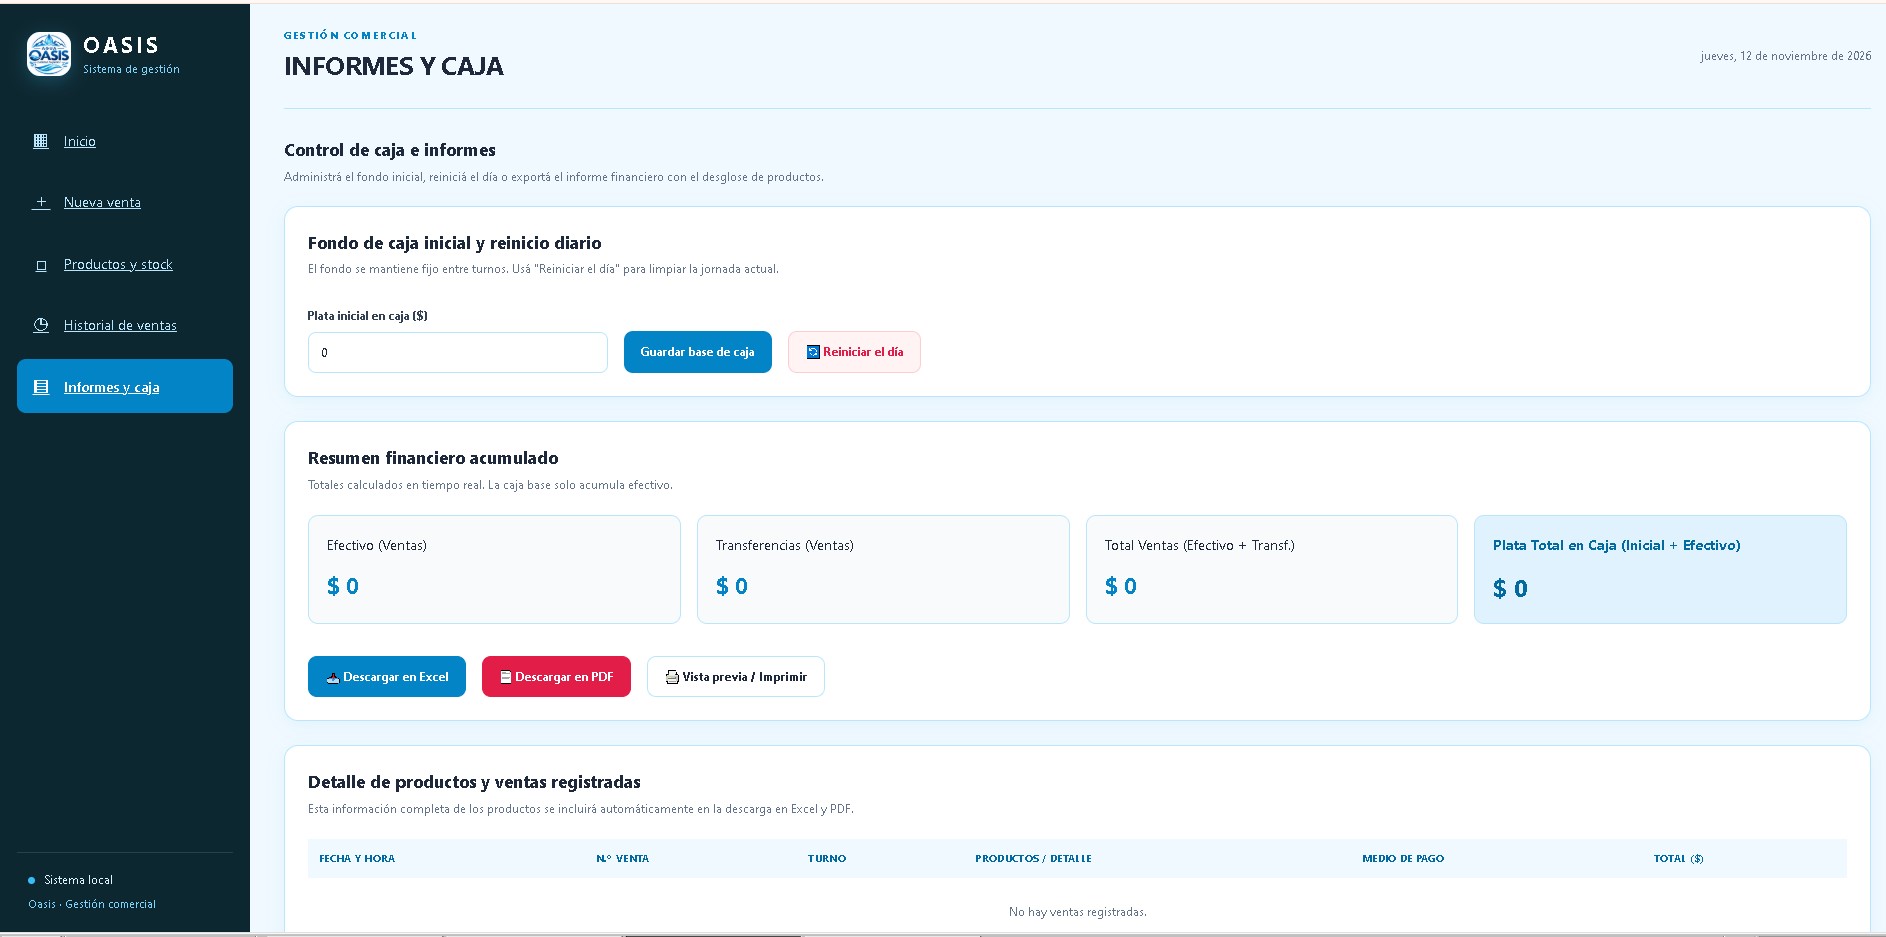 OASIS
OASIS
Sistema de gestión
Inicio
Nueva venta
Productos y stock
Historial de ventas
Informes y caja
Sistema local
Oasis · Gestión comercial
GESTIÓN COMERCIAL
INFORMES Y CAJA
jueves, 12 de noviembre de 2026
Control de caja e informes
Administrá el fondo inicial, reiniciá el día o exportá el informe financiero con el desglose de productos.
Fondo de caja inicial y reinicio diario
El fondo se mantiene fijo entre turnos. Usá "Reiniciar el día" para limpiar la jornada actual.
Plata inicial en caja ($)
0
Guardar base de caja
Reiniciar el día
Resumen financiero acumulado
Totales calculados en tiempo real. La caja base solo acumula efectivo.
Efectivo (Ventas)
$ 0
Transferencias (Ventas)
$ 0
Total Ventas (Efectivo + Transf.)
$ 0
Plata Total en Caja (Inicial + Efectivo)
$ 0
Descargar en Excel
Descargar en PDF
Vista previa / Imprimir
Detalle de productos y ventas registradas
Esta información completa de los productos se incluirá automáticamente en la descarga en Excel y PDF.
FECHA Y HORA
N.º VENTA
TURNO
PRODUCTOS / DETALLE
MEDIO DE PAGO
TOTAL ($)
No hay ventas registradas.